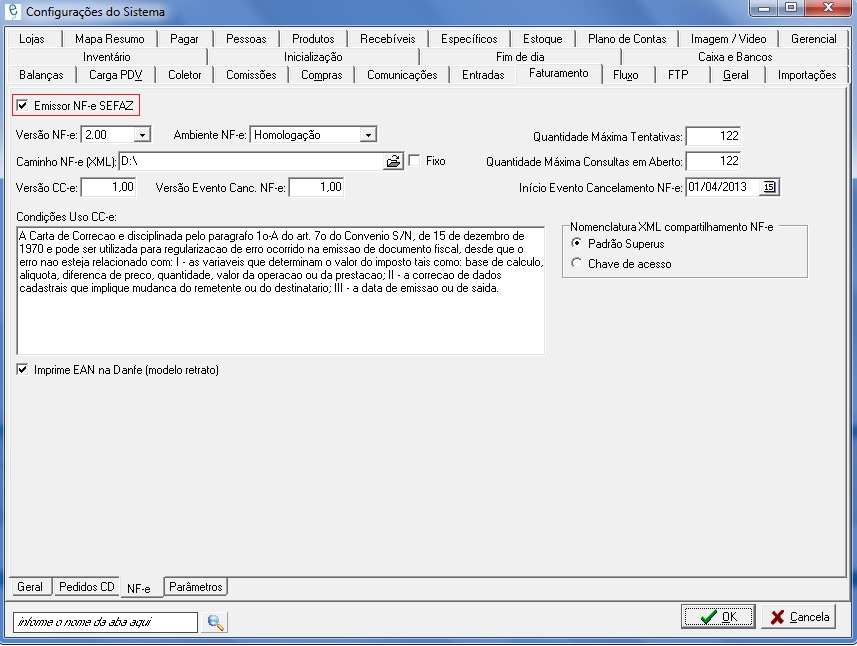 Configurações do Sistema
Lojas Mapa Resumo Pagar Pessoas Produtos Recebíveis Específicos Estoque Plano de Contas Imagem / Vídeo Gerencial
Inventário Inicialização Fim de dia Caixa e Bancos
Balanças Carga PDV Coletor Comissões Compras Comunicações Entradas Faturamento Fluxo FTP Geral Importações
Emissor NF-e SEFAZ
Versão NF-e: 2.00 Ambiente NF-e: Homologação Quantidade Máxima Tentativas: 122
Caminho NF-e (XML): D:\ Fixo Quantidade Máxima Consultas em Aberto: 122
Versão CC-e: 1,00 Versão Evento Canc. NF-e: 1,00 Início Evento Cancelamento NF-e: 01/04/2013 15
Condições Uso CC-e:
A Carta de Correcao e disciplinada pelo paragrafo 1o-A do art. 7o do Convenio S/N, de 15 de dezembro de
1970 e pode ser utilizada para regularizacao de erro ocorrido na emissao de documento fiscal, desde que o
erro nao esteja relacionado com: I - as variaveis que determinam o valor do imposto tais como: base de calculo,
aliquota, diferenca de preco, quantidade, valor da operacao ou da prestacao; II - a correcao de dados
cadastrais que implique mudanca do remetente ou do destinatario; III - a data de emissao ou de saida.
Nomenclatura XML compartilhamento NF-e
Padrão Superus
Chave de acesso
Imprime EAN na Danfe (modelo retrato)
Geral Pedidos CD NF-e Parâmetros
informe o nome da aba aqui OK Cancela